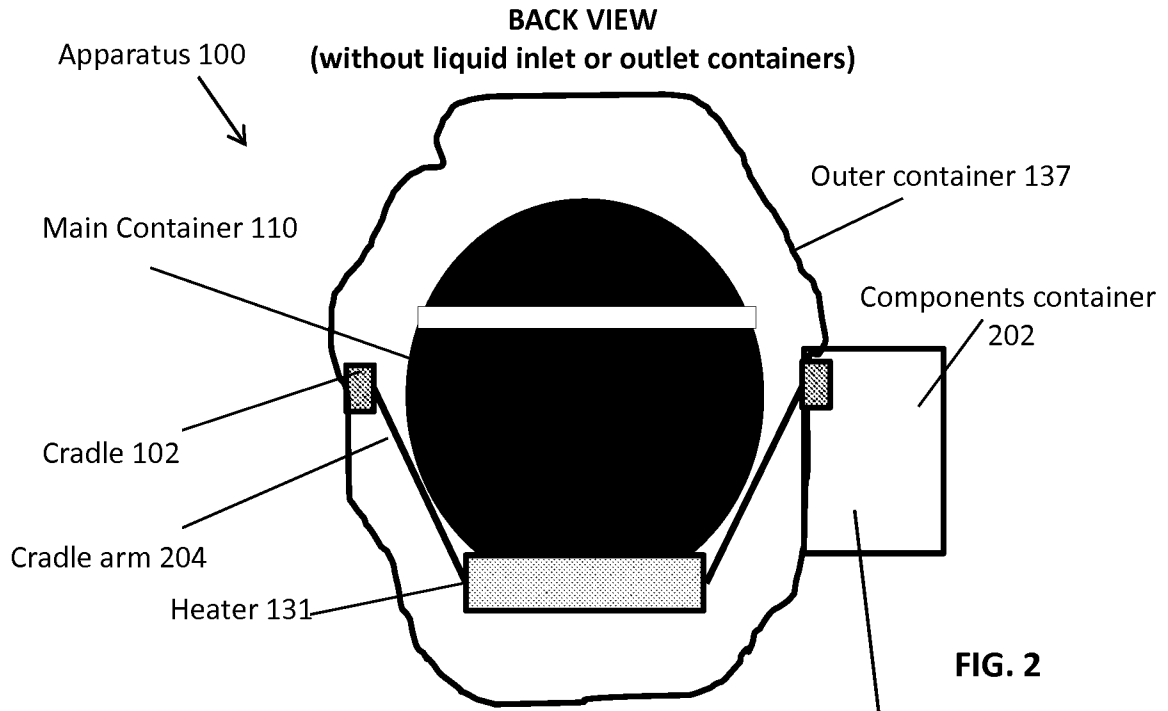 BACK VIEW
(without liquid inlet or outlet containers)
Apparatus 100
Outer container 137
Main Container 110
Components container
202
Cradle 102
Cradle arm 204
Heater 131
FIG. 2